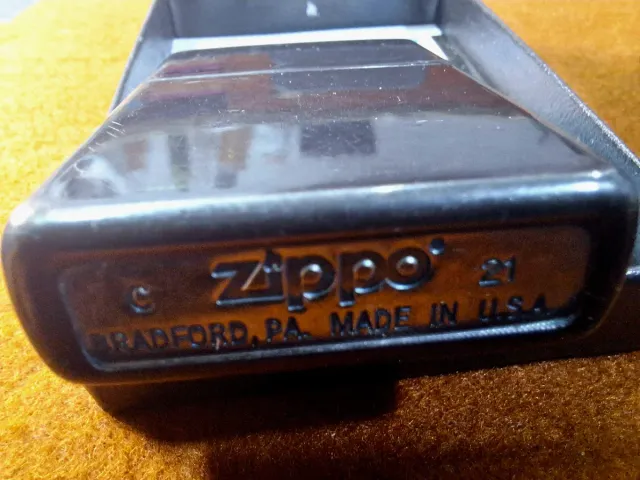 C Zippo® 21
BRADFORD, PA. MADE IN U.S.A.